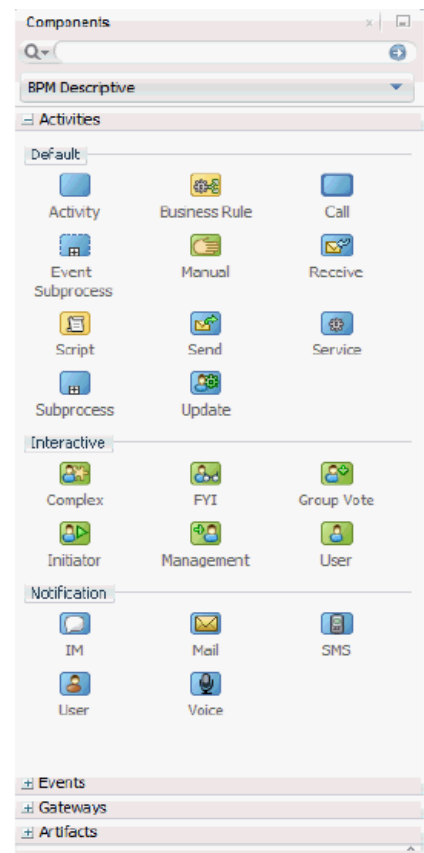 Components
BPM Descriptive
Activities
Default
Activity Business Rule Call
Event Subprocess Manual Receive
Script Send Service
Subprocess Update
Interactive
Complex FYI Group Vote
Initiator Management User
Notification
IM Mail SMS
User Voice
Events
Gateways
Artifacts